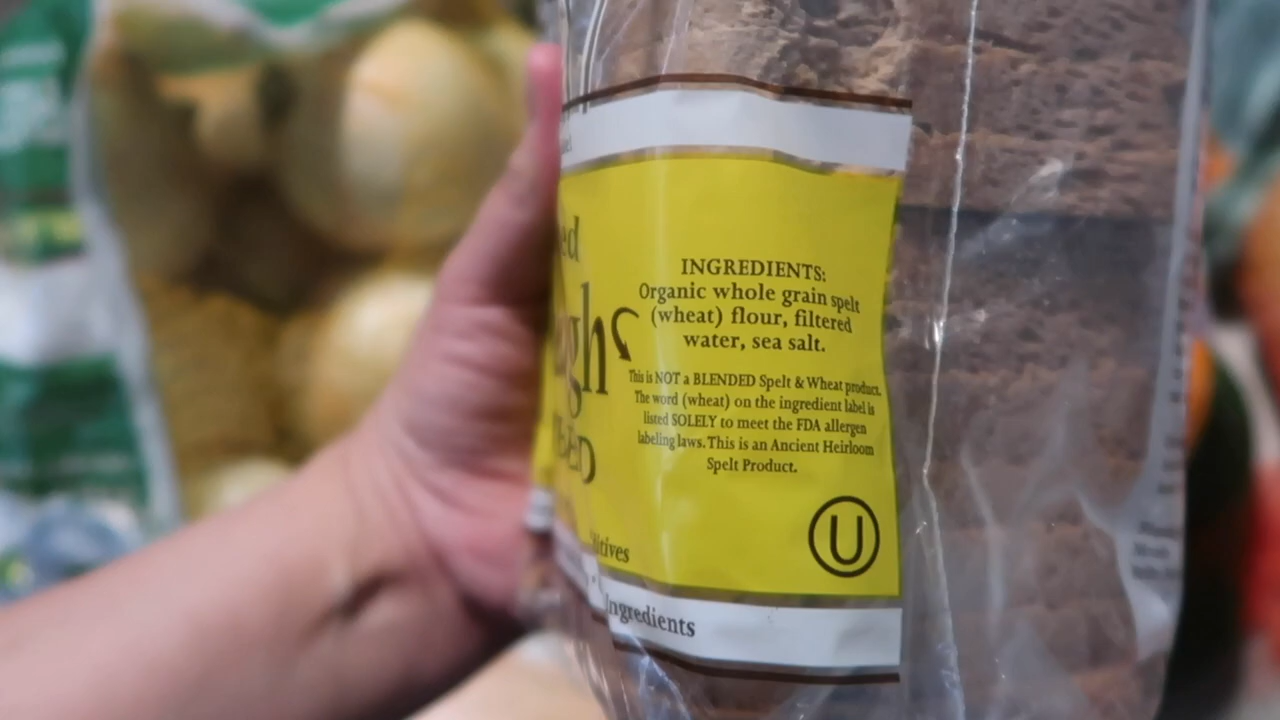 INGREDIENTS:
Organic whole grain spelt
(wheat) flour, filtered
water, sea salt.
This is NOT a BLENDED Spelt & Wheat product.
The word (wheat) on the ingredient label is
listed SOLELY to meet the FDA allergen
labeling laws. This is an Ancient Heirloom
Spelt Product.
U
Ingredients